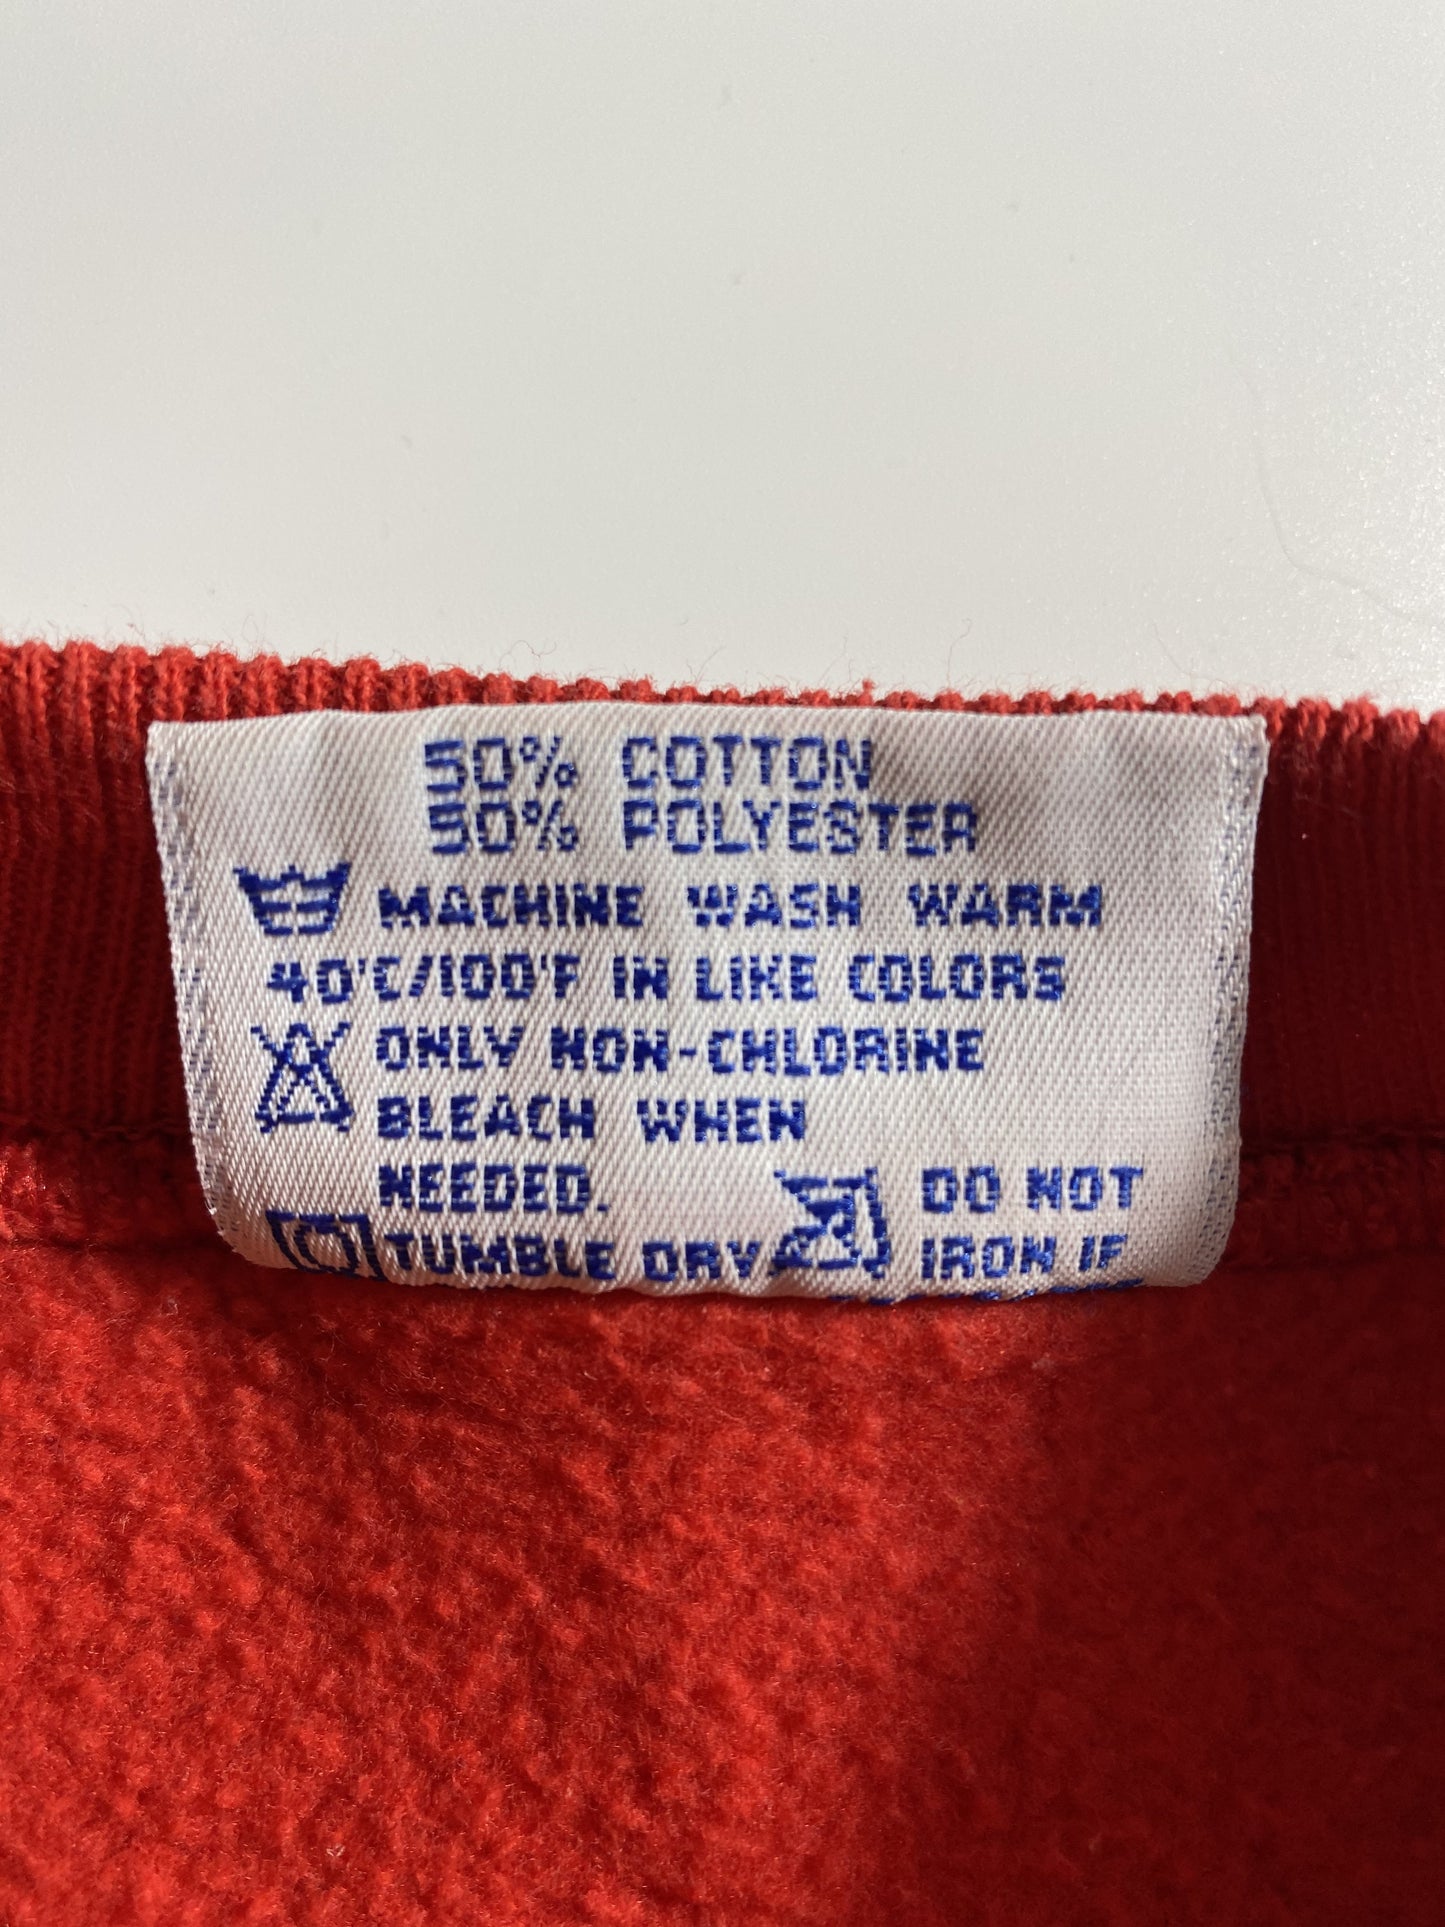 50% COTTON
50% POLYESTER
MACHINE WASH WARM
40°C/100°F IN LIKE COLORS
ONLY NON-CHLORINE
BLEACH WHEN
NEEDED.
TUMBLE DRY
DO NOT
IRON IF